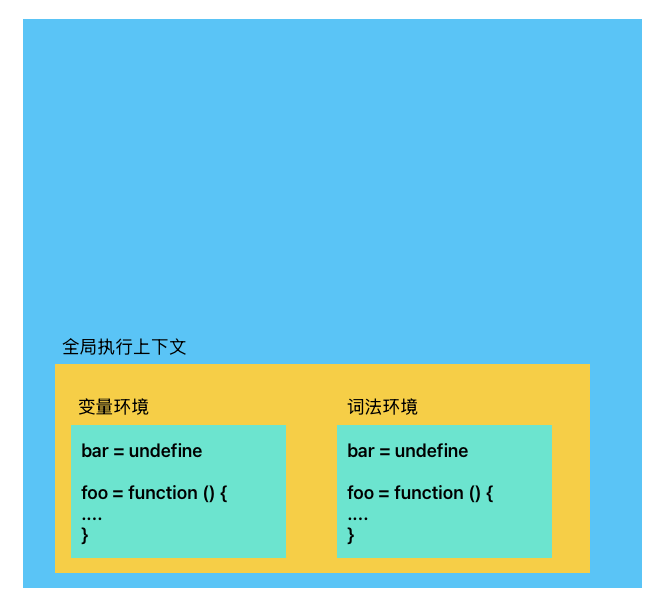 全局执行上下文
变量环境
词法环境
bar = undefine
foo = function () {
....
}
bar = undefine
foo = function () {
....
}